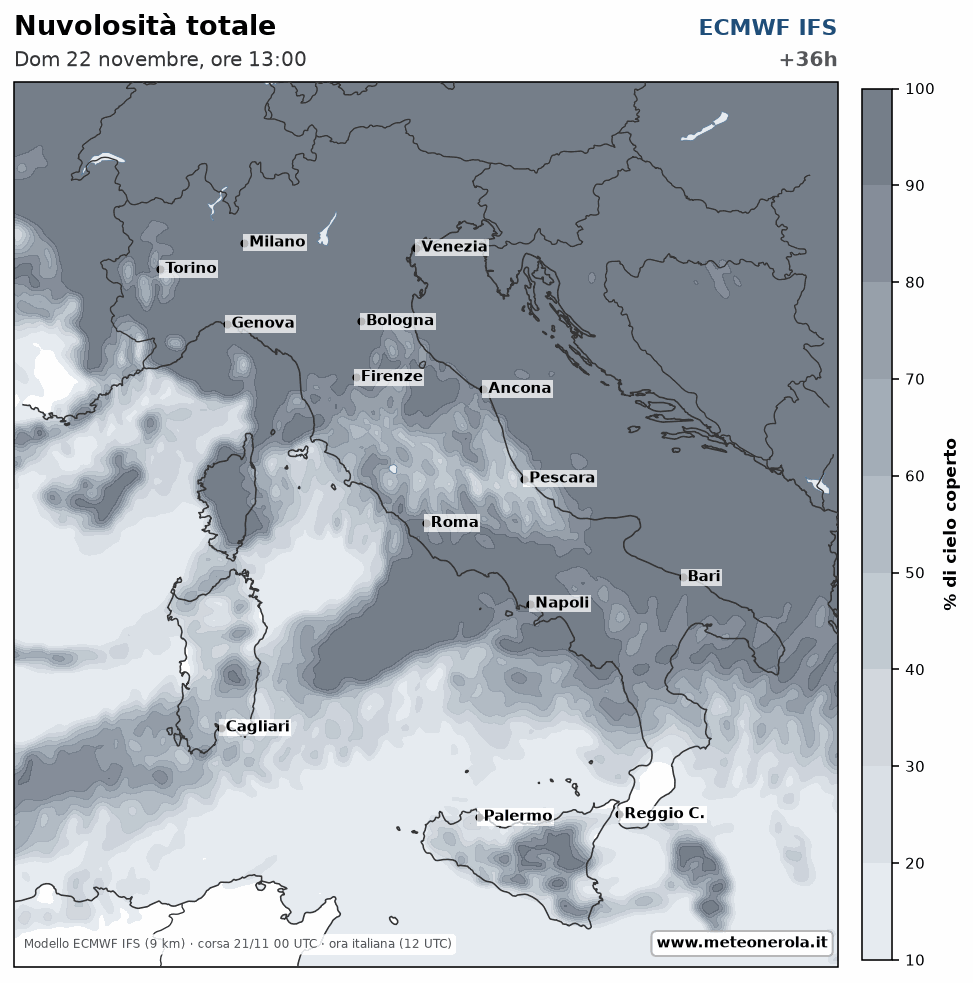 Nuvolosità totale
ECMWF IFS
Dom 22 novembre, ore 13:00
+36h
100
90
80
70
60
50
40
30
20
10
% di cielo coperto
Milano
Venezia
Torino
Genova
Bologna
Firenze
Ancona
Pescara
Roma
Bari
Napoli
Cagliari
Palermo
Reggio C.
Modello ECMWF IFS (9 km) · corsa 21/11 00 UTC · ora italiana (12 UTC)
www.meteonerola.it